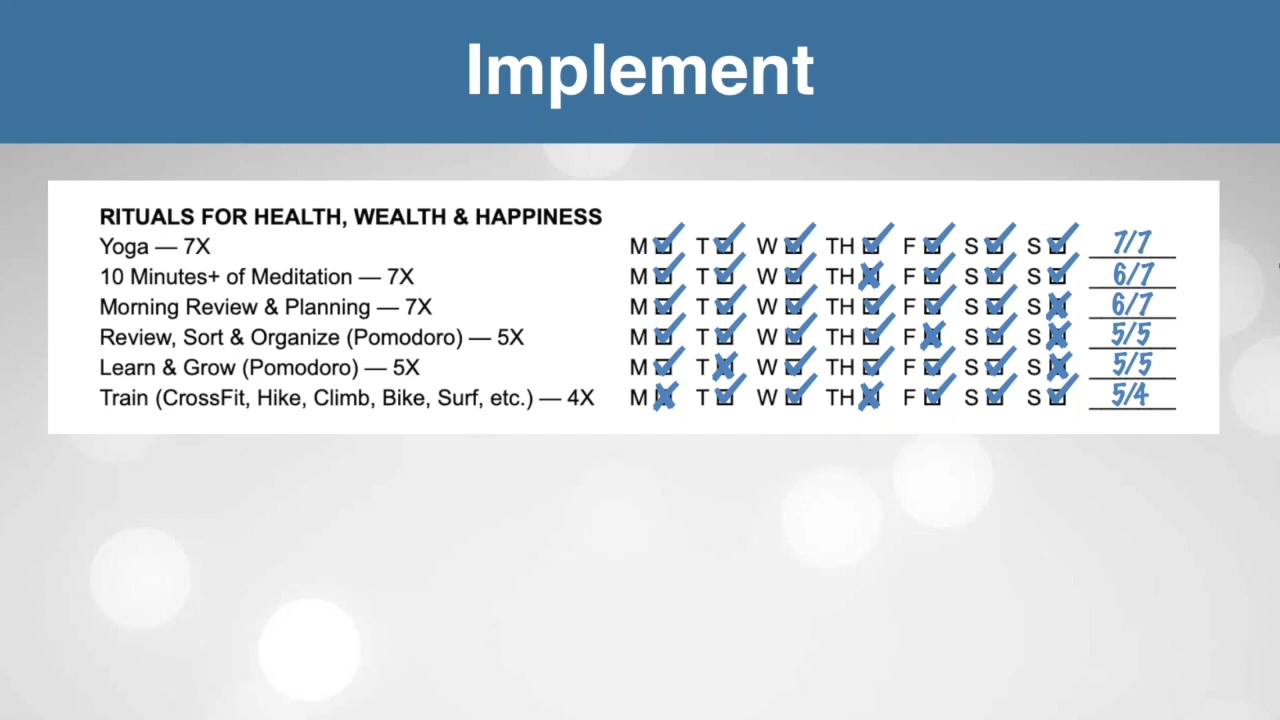 Implement
RITUALS FOR HEALTH, WEALTH & HAPPINESS
Yoga — 7X M T W TH F S S 7/7
10 Minutes+ of Meditation — 7X M T W TH F S S 6/7
Morning Review & Planning — 7X M T W TH F S S 6/7
Review, Sort & Organize (Pomodoro) — 5X M T W TH F S S 5/5
Learn & Grow (Pomodoro) — 5X M T W TH F S S 5/5
Train (CrossFit, Hike, Climb, Bike, Surf, etc.) — 4X M T W TH F S S 5/4